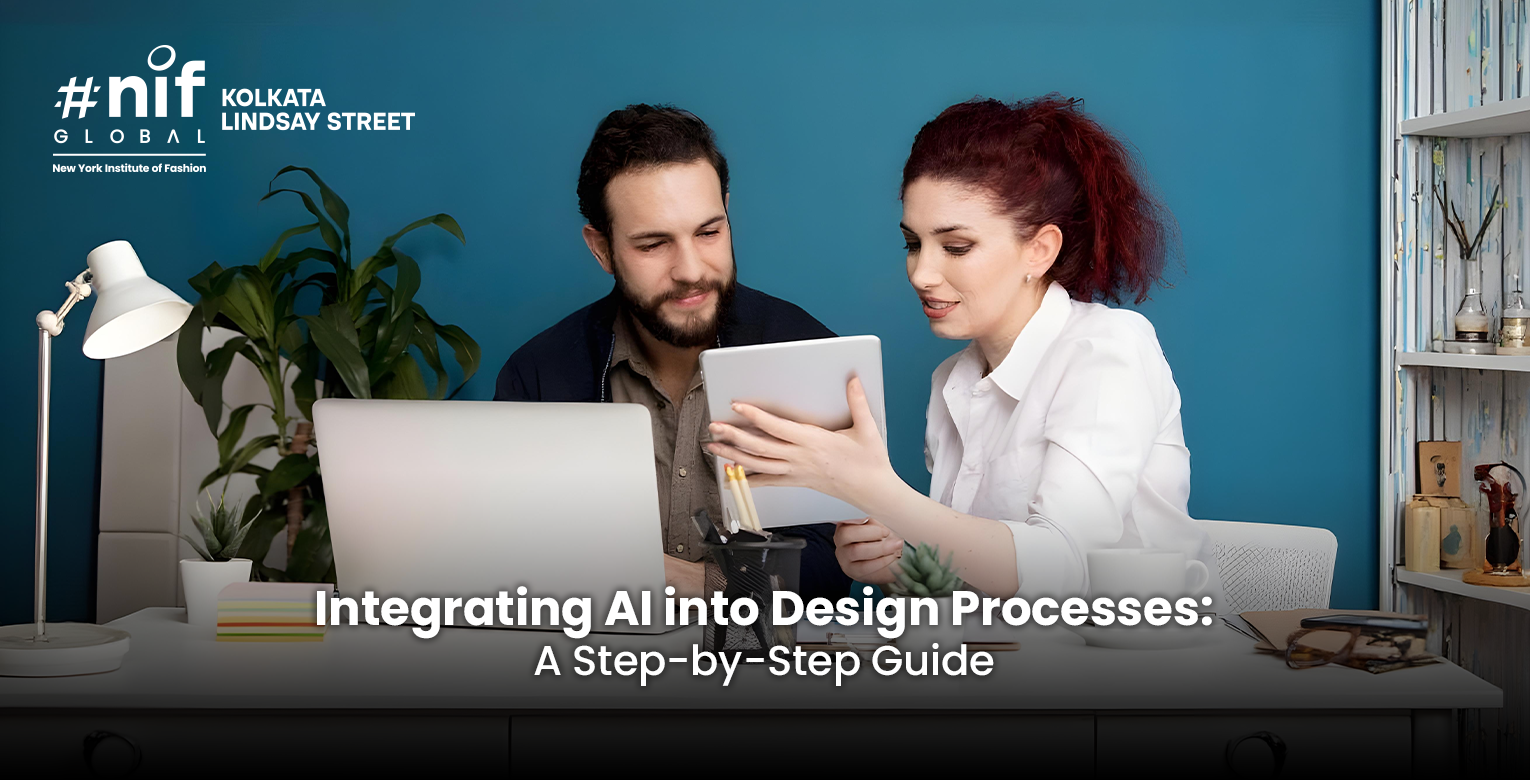 #nif
GLOBAL
New York Institute of Fashion
KOLKATA
LINDSAY STREET
Integrating AI into Design Processes:
A Step-by-Step Guide